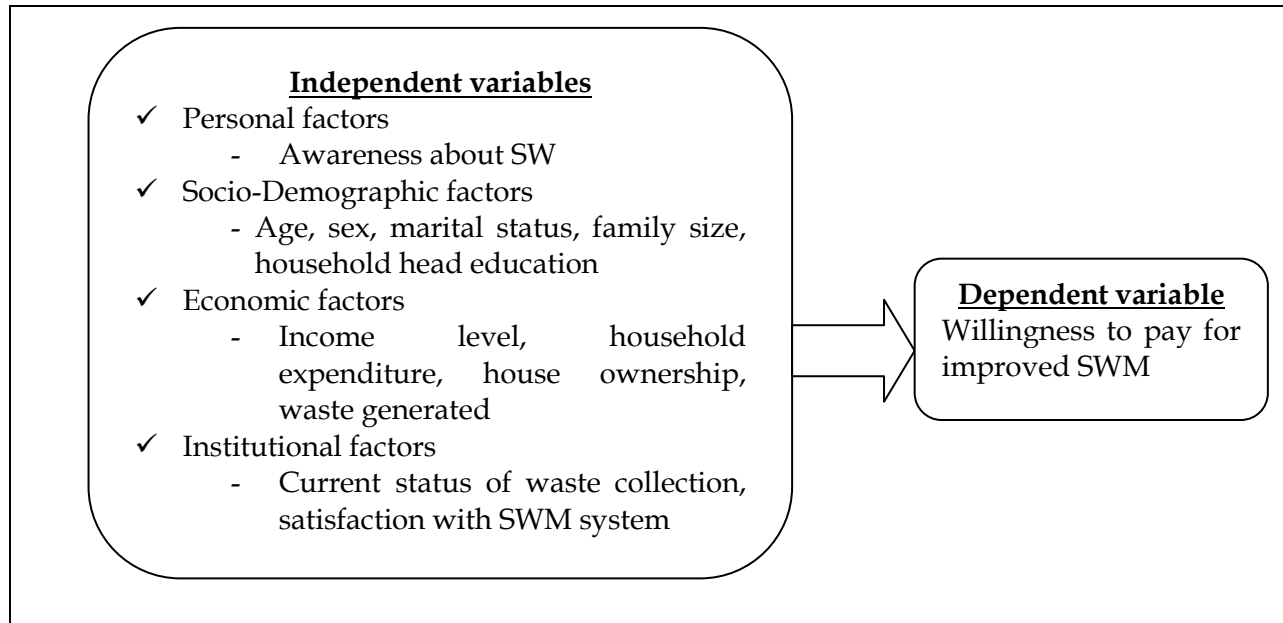 Independent variables
✓ Personal factors
- Awareness about SW
✓ Socio-Demographic factors
- Age, sex, marital status, family size,
household head education
✓ Economic factors
- Income level, household
expenditure, house ownership,
waste generated
✓ Institutional factors
- Current status of waste collection,
satisfaction with SWM system
Dependent variable
Willingness to pay for
improved SWM